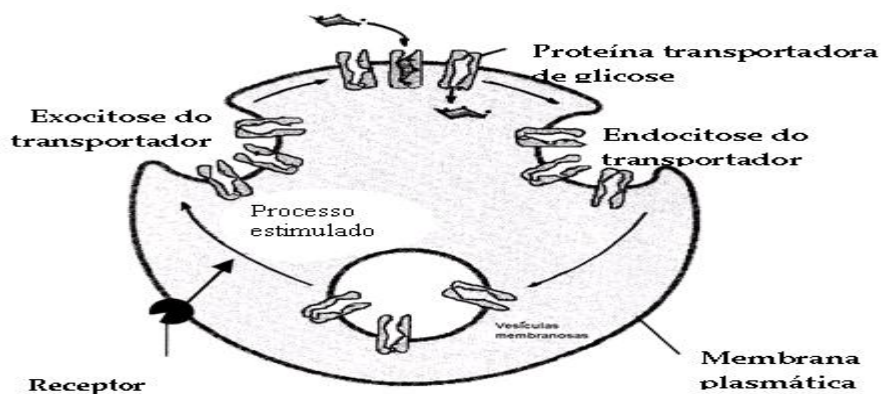 Proteína transportadora
de glicose
Exocitose do
transportador
Endocitose do
transportador
Processo
estimulado
Vesículas
membranosas
Membrana
plasmática
Receptor